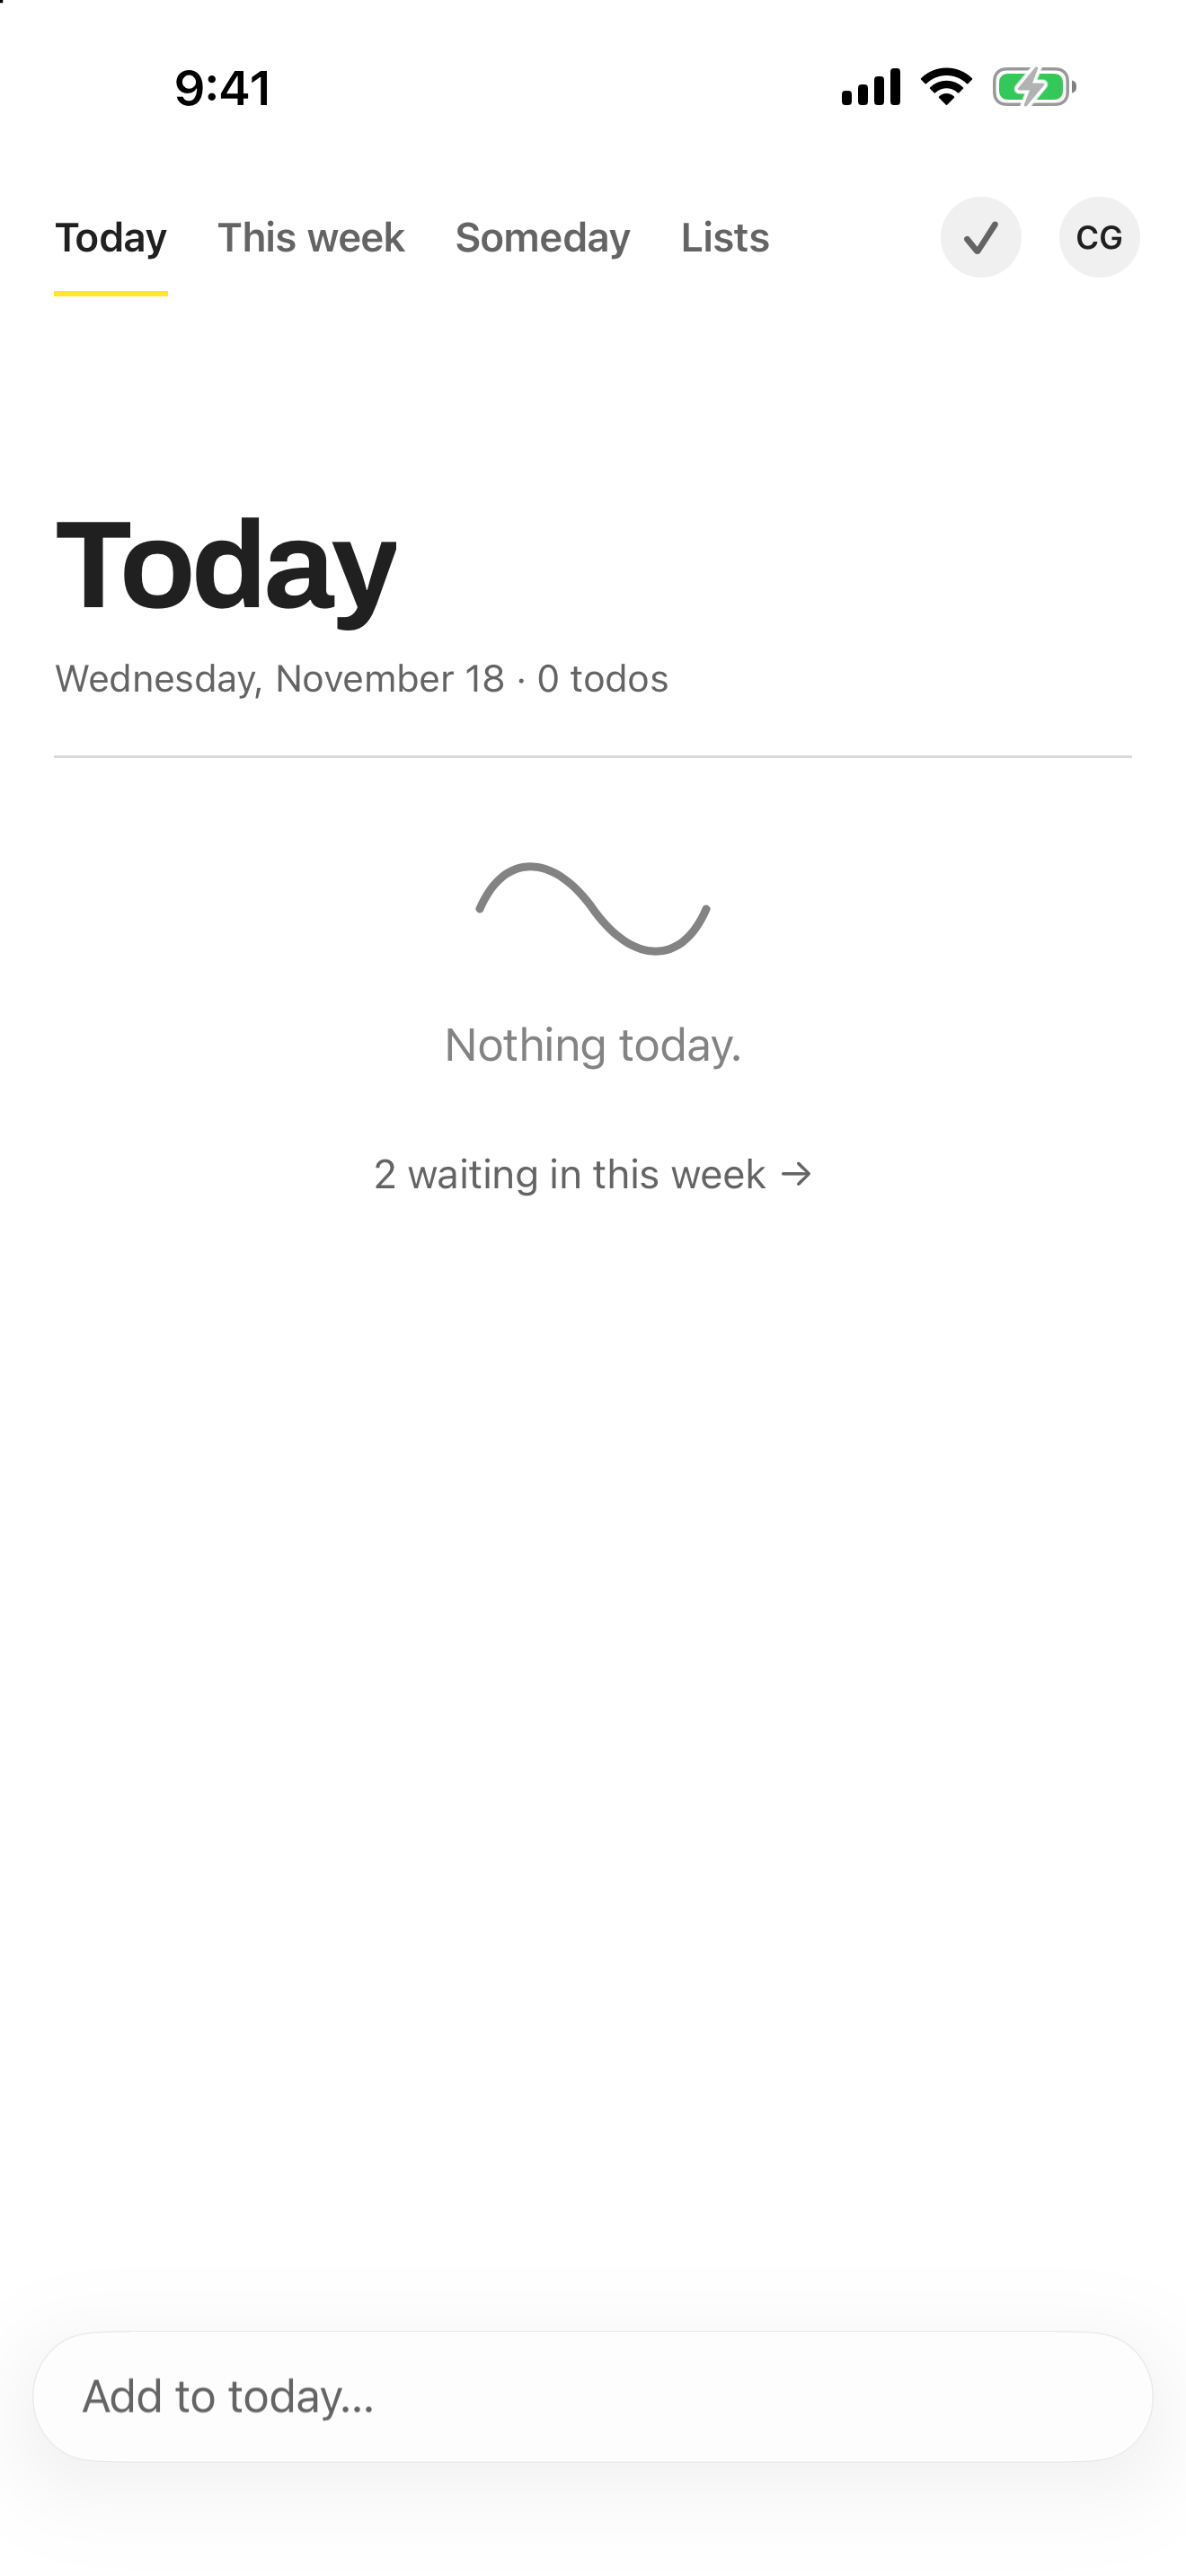 9:41
Today This week Someday Lists CG
Today
Wednesday, November 18 · 0 todos
Nothing today.
2 waiting in this week →
Add to today...